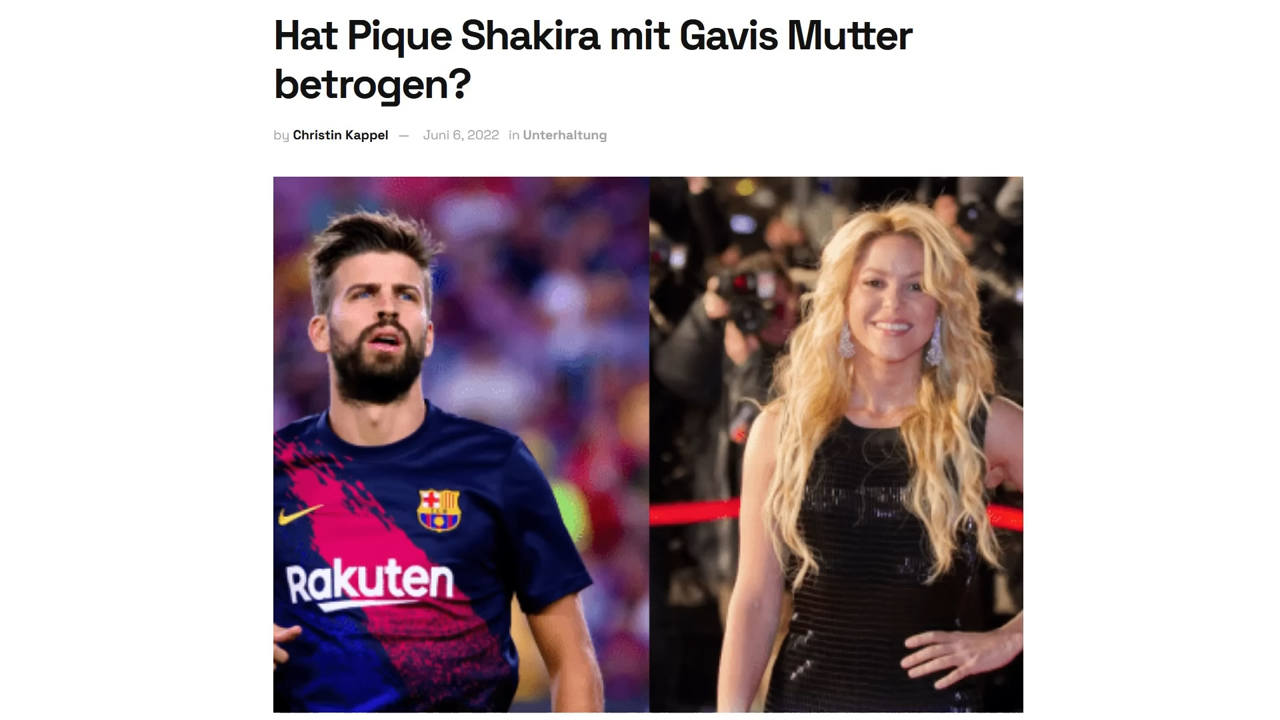 Hat Pique Shakira mit Gavis Mutter
betrogen?
by Christin Kappel — Juni 6, 2022 in Unterhaltung
Rakuten